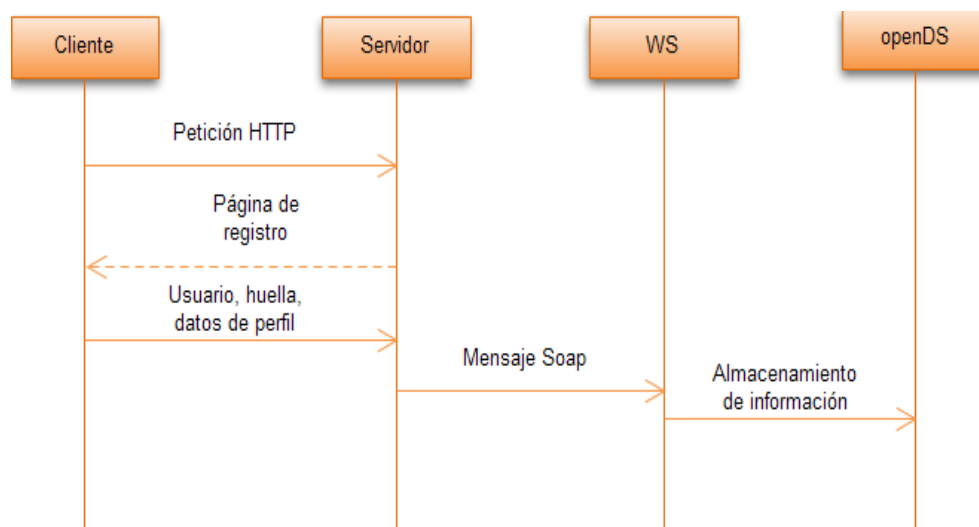 Cliente
Servidor
WS
openDS
Petición HTTP
Página de
registro
Usuario, huella,
datos de perfil
Mensaje Soap
Almacenamiento
de información